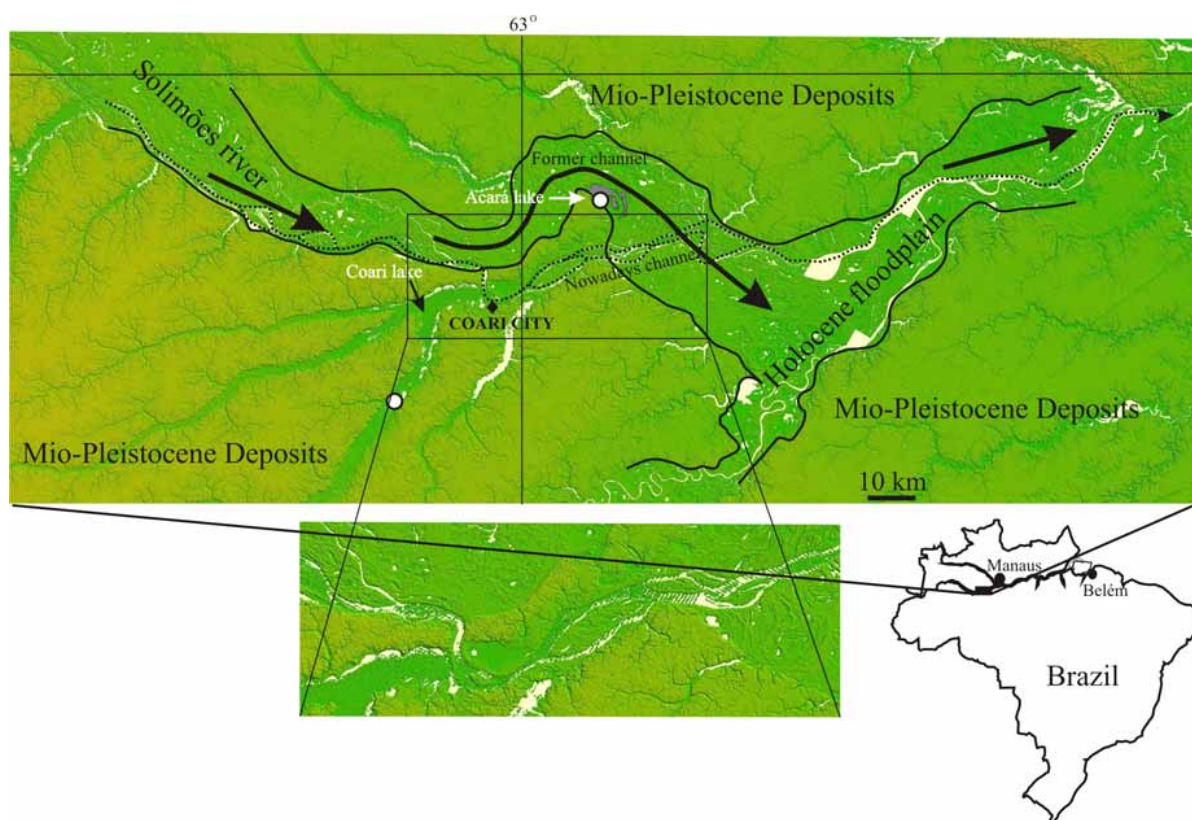 63°
Solimões river
Mio-Pleistocene Deposits
Former channel
Acará lake
Nowadays channel
Coari lake
COARI CITY
Holocene floodplain
Mio-Pleistocene Deposits
Mio-Pleistocene Deposits
10 km
Manaus
Belém
Brazil